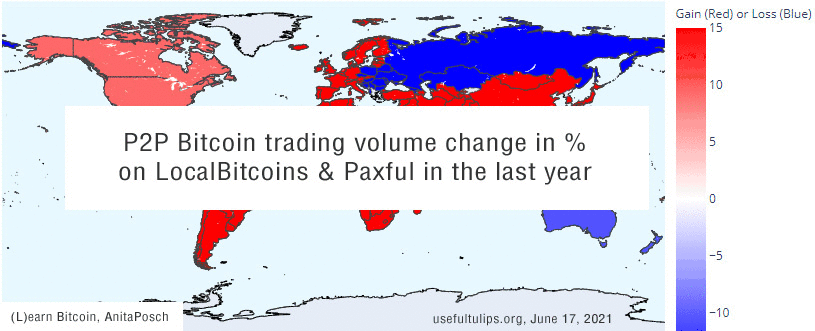 Gain (Red) or Loss (Blue)
15
10
5
0
−5
−10
P2P Bitcoin trading volume change in %
on LocalBitcoins & Paxful in the last year
(L)earn Bitcoin, AnitaPosch
usefultulips.org, June 17, 2021